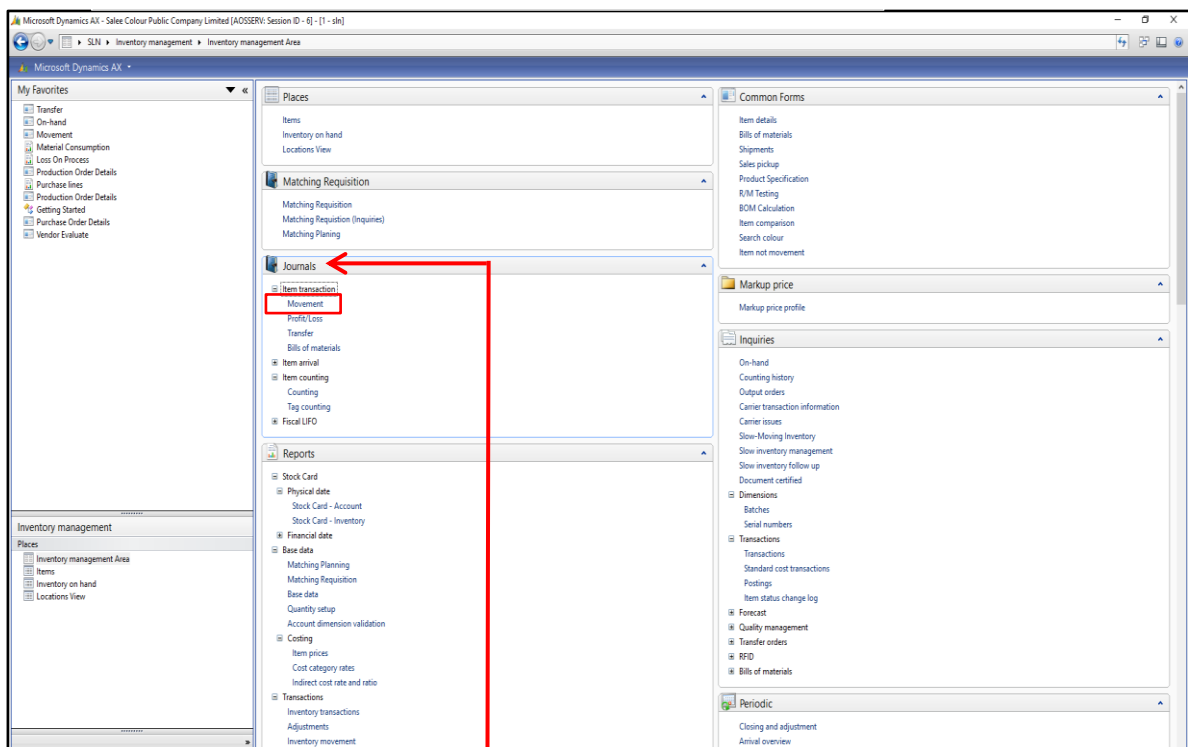 Microsoft Dynamics AX - Salee Colour Public Company Limited [AOSSERV: Session ID - 6] - [1 - sln]
SLN
Inventory management
Inventory management Area
Microsoft Dynamics AX
My Favorites
Transfer
On-hand
Movement
Material Consumption
Loss On Process
Production Order Details
Purchase lines
Production Order Details
Getting Started
Purchase Order Details
Vendor Evaluate
Inventory management
Places
Inventory management Area
Items
Inventory on hand
Locations View
Places
Items
Inventory on hand
Locations View
Matching Requisition
Matching Requisition
Matching Requistion (Inquiries)
Matching Planing
Journals
Item transaction
Movement
Profit/Loss
Transfer
Bills of materials
Item arrival
Item counting
Counting
Tag counting
Fiscal LIFO
Reports
Stock Card
Physical date
Stock Card - Account
Stock Card - Inventory
Financial date
Base data
Matching Planning
Matching Requisition
Base data
Quantity setup
Account dimension validation
Costing
Item prices
Cost category rates
Indirect cost rate and ratio
Transactions
Inventory transactions
Adjustments
Inventory movement
Common Forms
Item details
Bills of materials
Shipments
Sales pickup
Product Specification
R/M Testing
BOM Calculation
Item comparison
Search colour
Item not movement
Markup price
Markup price profile
Inquiries
On-hand
Counting history
Output orders
Carrier transaction information
Carrier issues
Slow-Moving Inventory
Slow inventory management
Slow inventory follow up
Document certified
Dimensions
Batches
Serial numbers
Transactions
Transactions
Standard cost transactions
Postings
Item status change log
Forecast
Quality management
Transfer orders
RFID
Bills of materials
Periodic
Closing and adjustment
Arrival overview